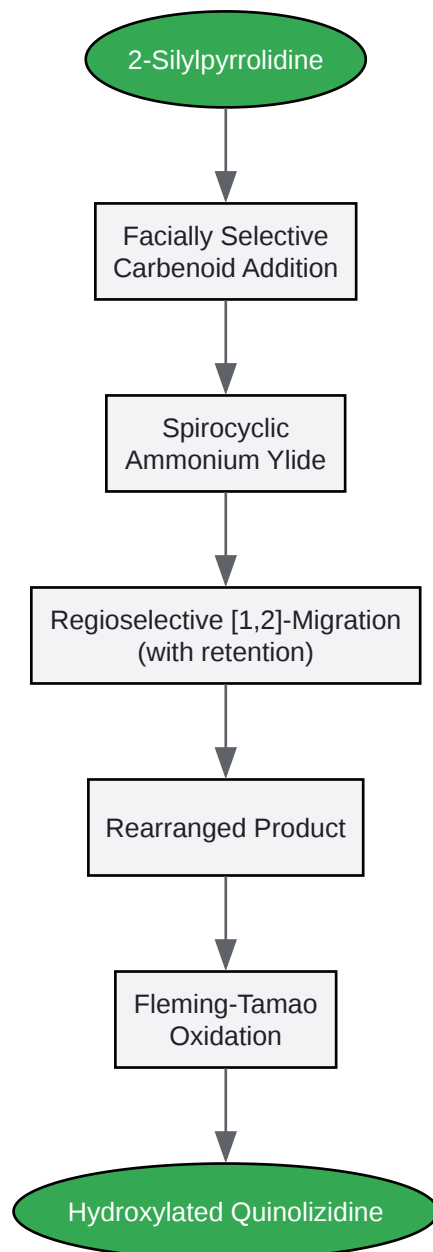 2-Silylpyrrolidine
Facially Selective
Carbenoid Addition
Spirocyclic
Ammonium Ylide
Regioselective [1,2]-Migration
(with retention)
Rearranged Product
Fleming-Tamao
Oxidation
Hydroxylated Quinolizidine